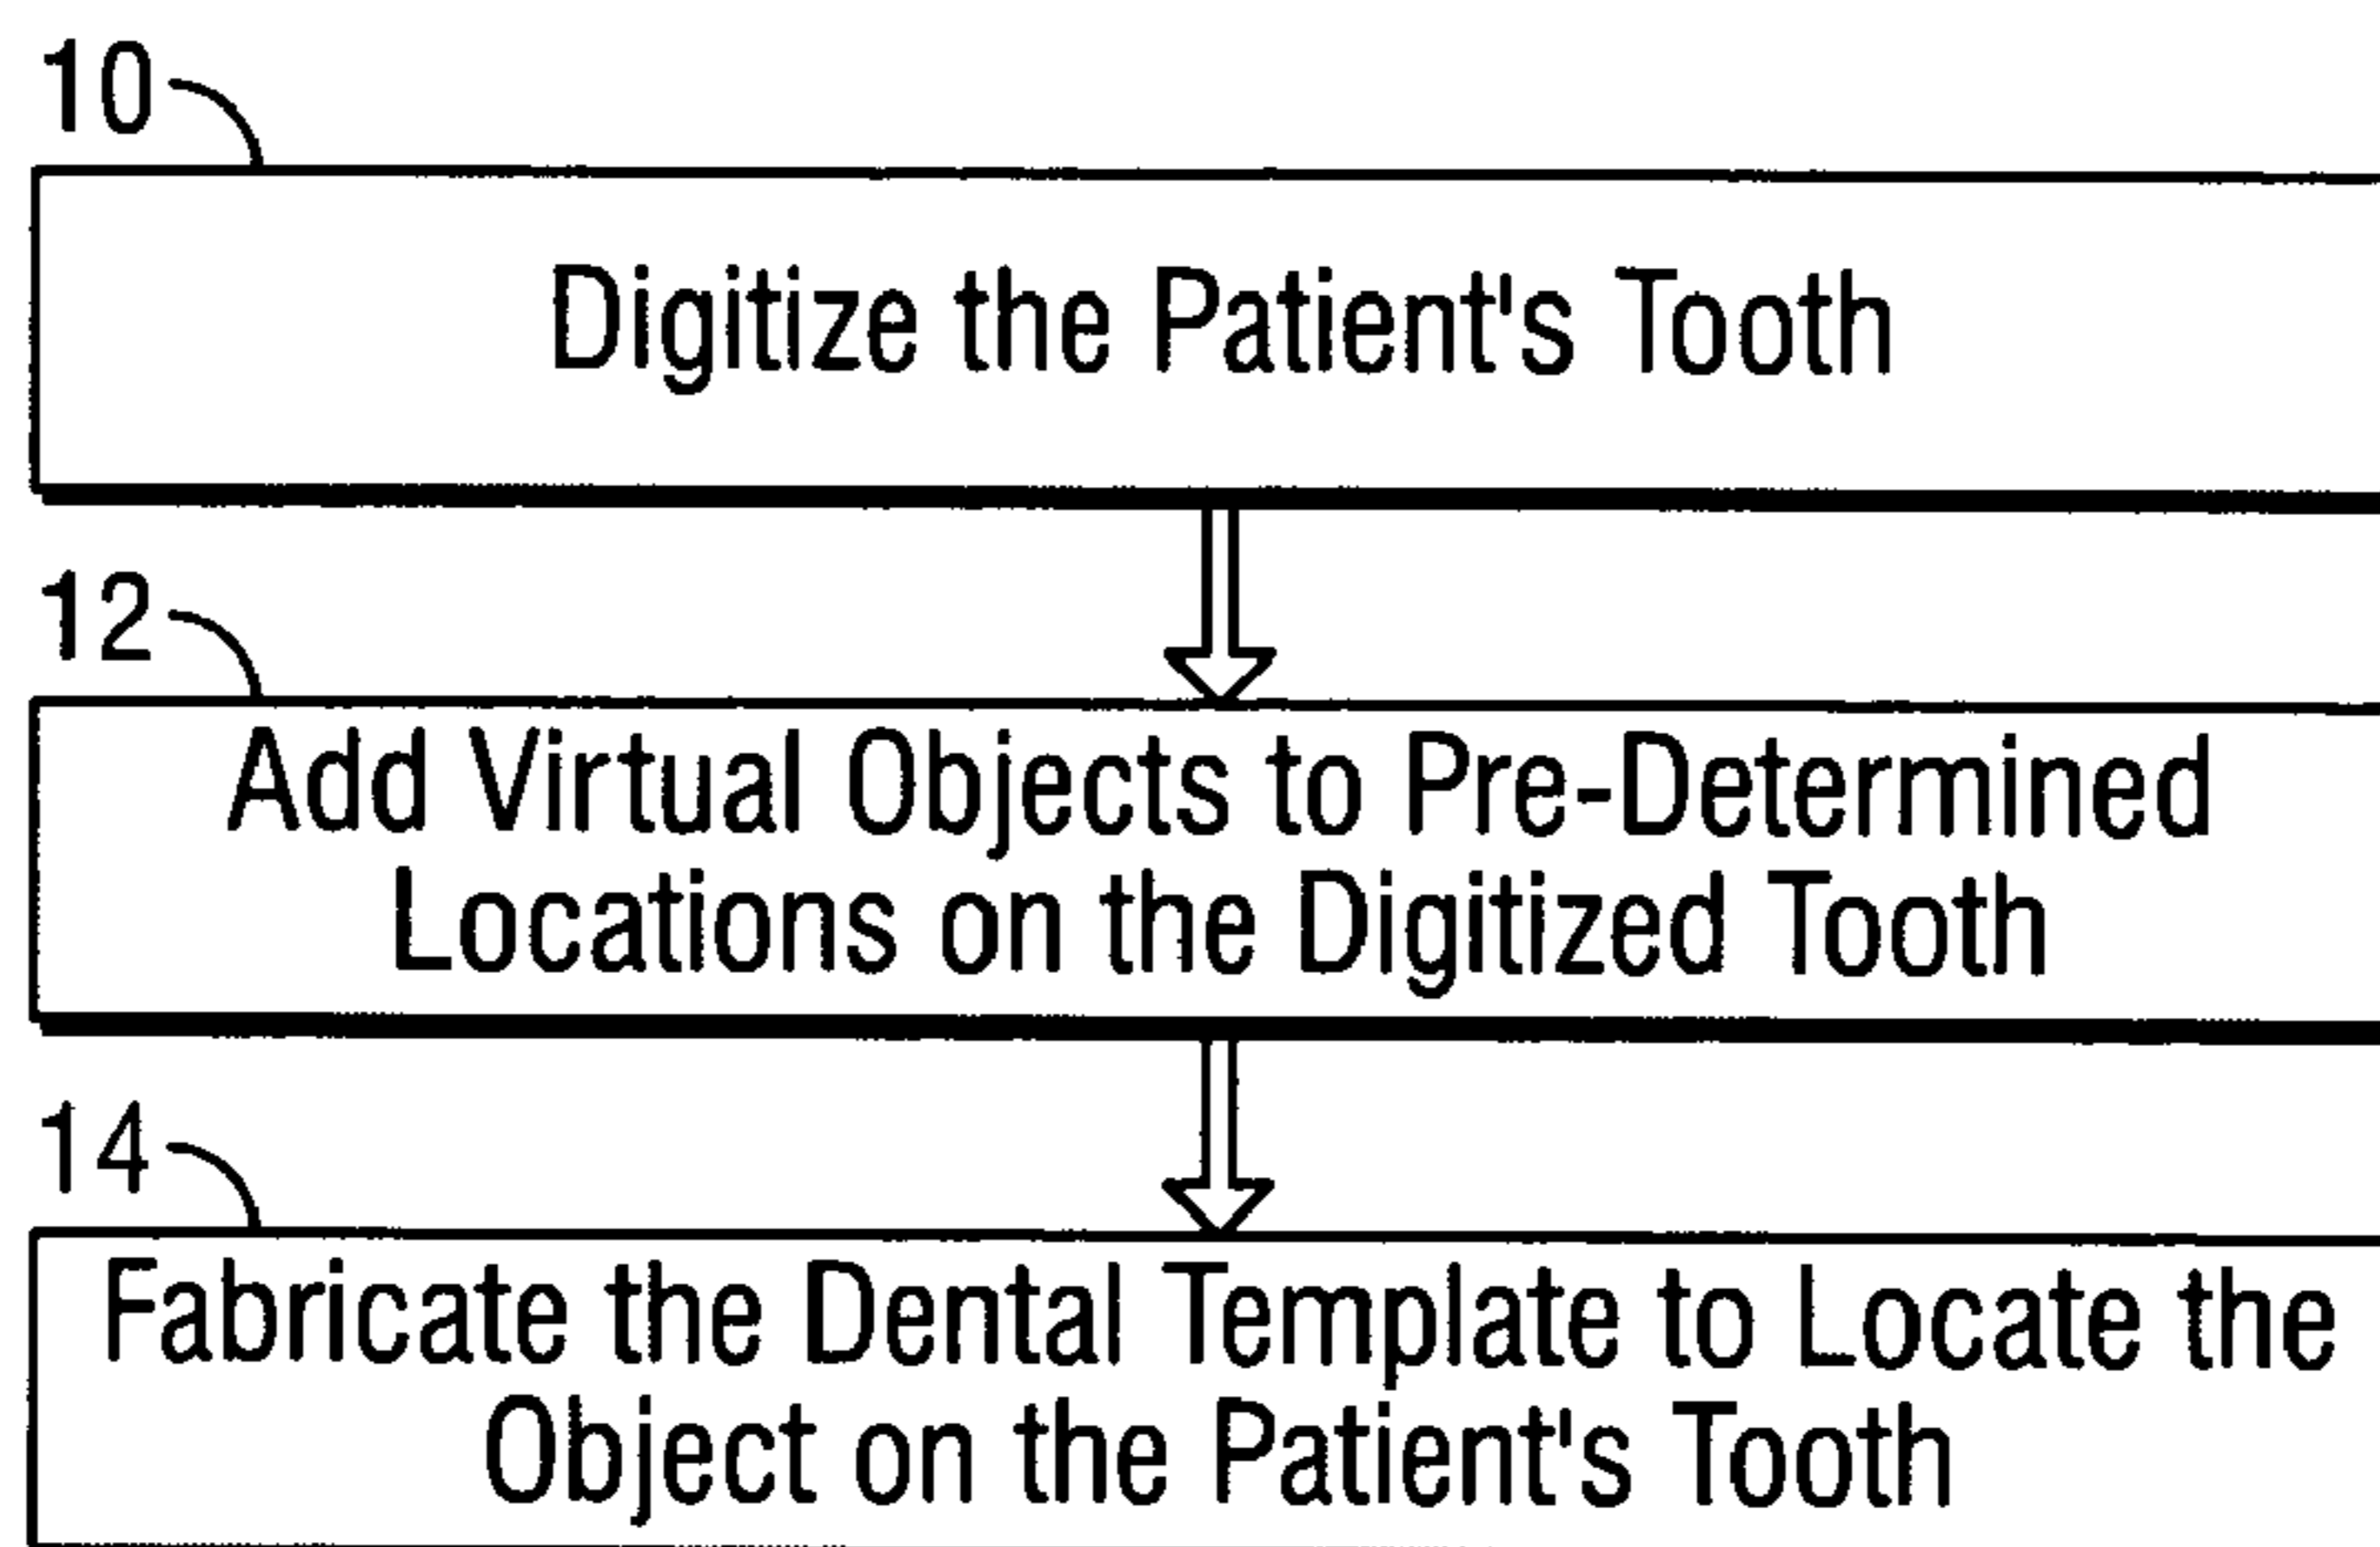 10
Digitize the Patient's Tooth
12
Add Virtual Objects to Pre-Determined
Locations on the Digitized Tooth
14
Fabricate the Dental Template to Locate the
Object on the Patient's Tooth